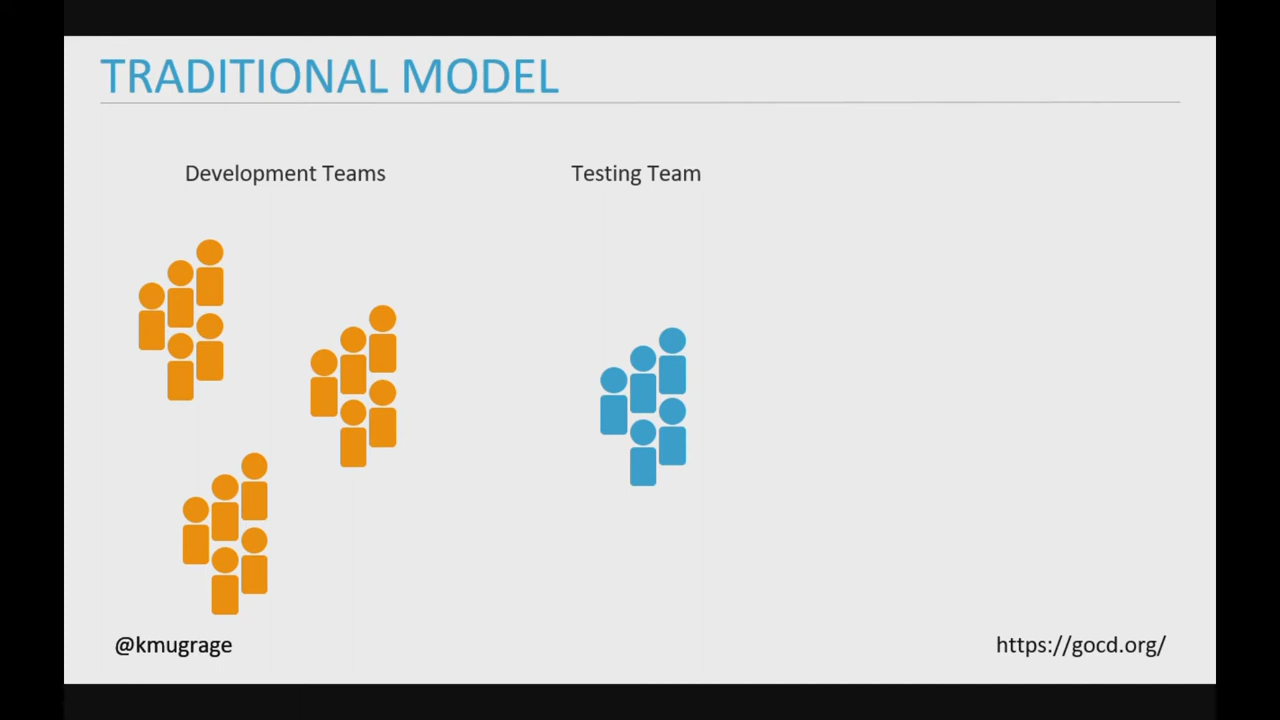 TRADITIONAL MODEL
Development Teams
Testing Team
@kmugrage
https://gocd.org/